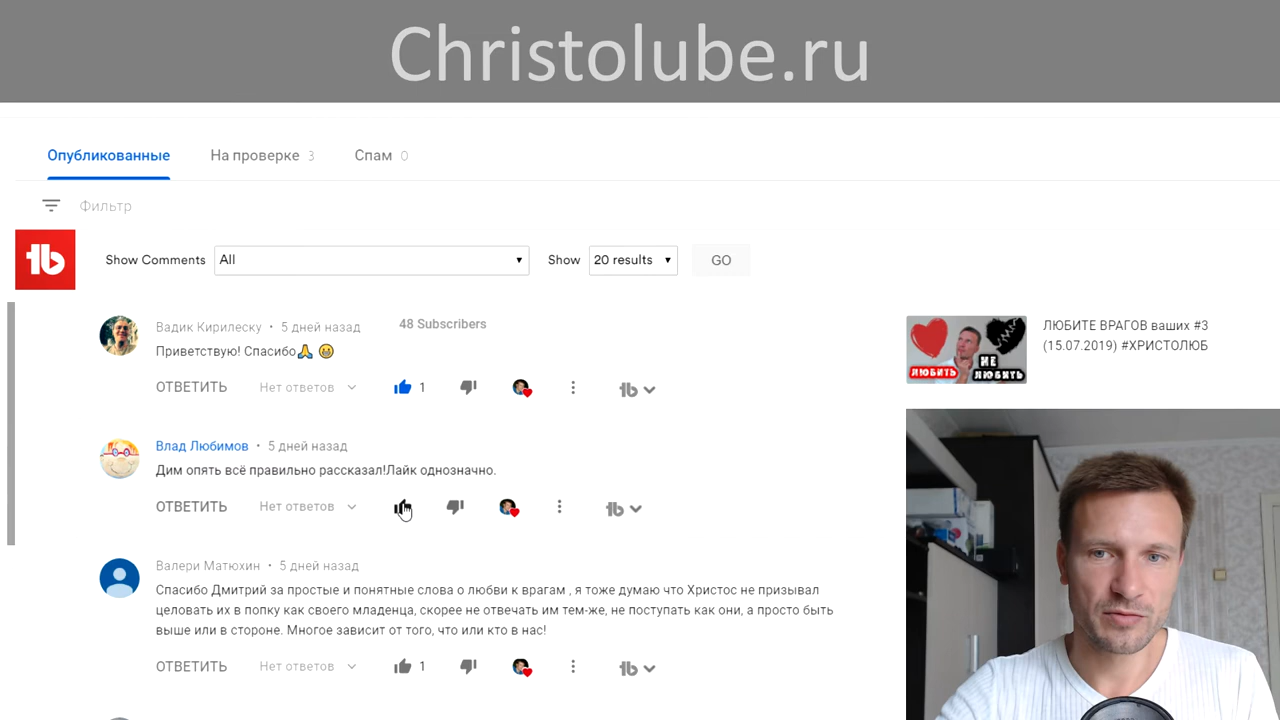 Christolube.ru
Опубликованные
На проверке 3
Спам 0
Фильтр
tb
Show Comments
All
Show
20 results
GO
Вадик Кирилеску • 5 дней назад
48 Subscribers
Приветствую! Спасибо🙏 😁
ОТВЕТИТЬ
Нет ответов
1
tb
ЛЮБИТЕ ВРАГОВ ваших #3
(15.07.2019) #ХРИСТОЛЮБ
ЛЮБИТЬ
НЕ
ЛЮБИТЬ
Влад Любимов • 5 дней назад
Дим опять всё правильно рассказал!Лайк однозначно.
ОТВЕТИТЬ
Нет ответов
tb
Валери Матюхин • 5 дней назад
Спасибо Дмитрий за простые и понятные слова о любви к врагам , я тоже думаю что Христос не призывал
целовать их в попку как своего младенца, скорее не отвечать им тем-же, не поступать как они, а просто быть
выше или в стороне. Многое зависит от того, что или кто в нас!
ОТВЕТИТЬ
Нет ответов
1
tb